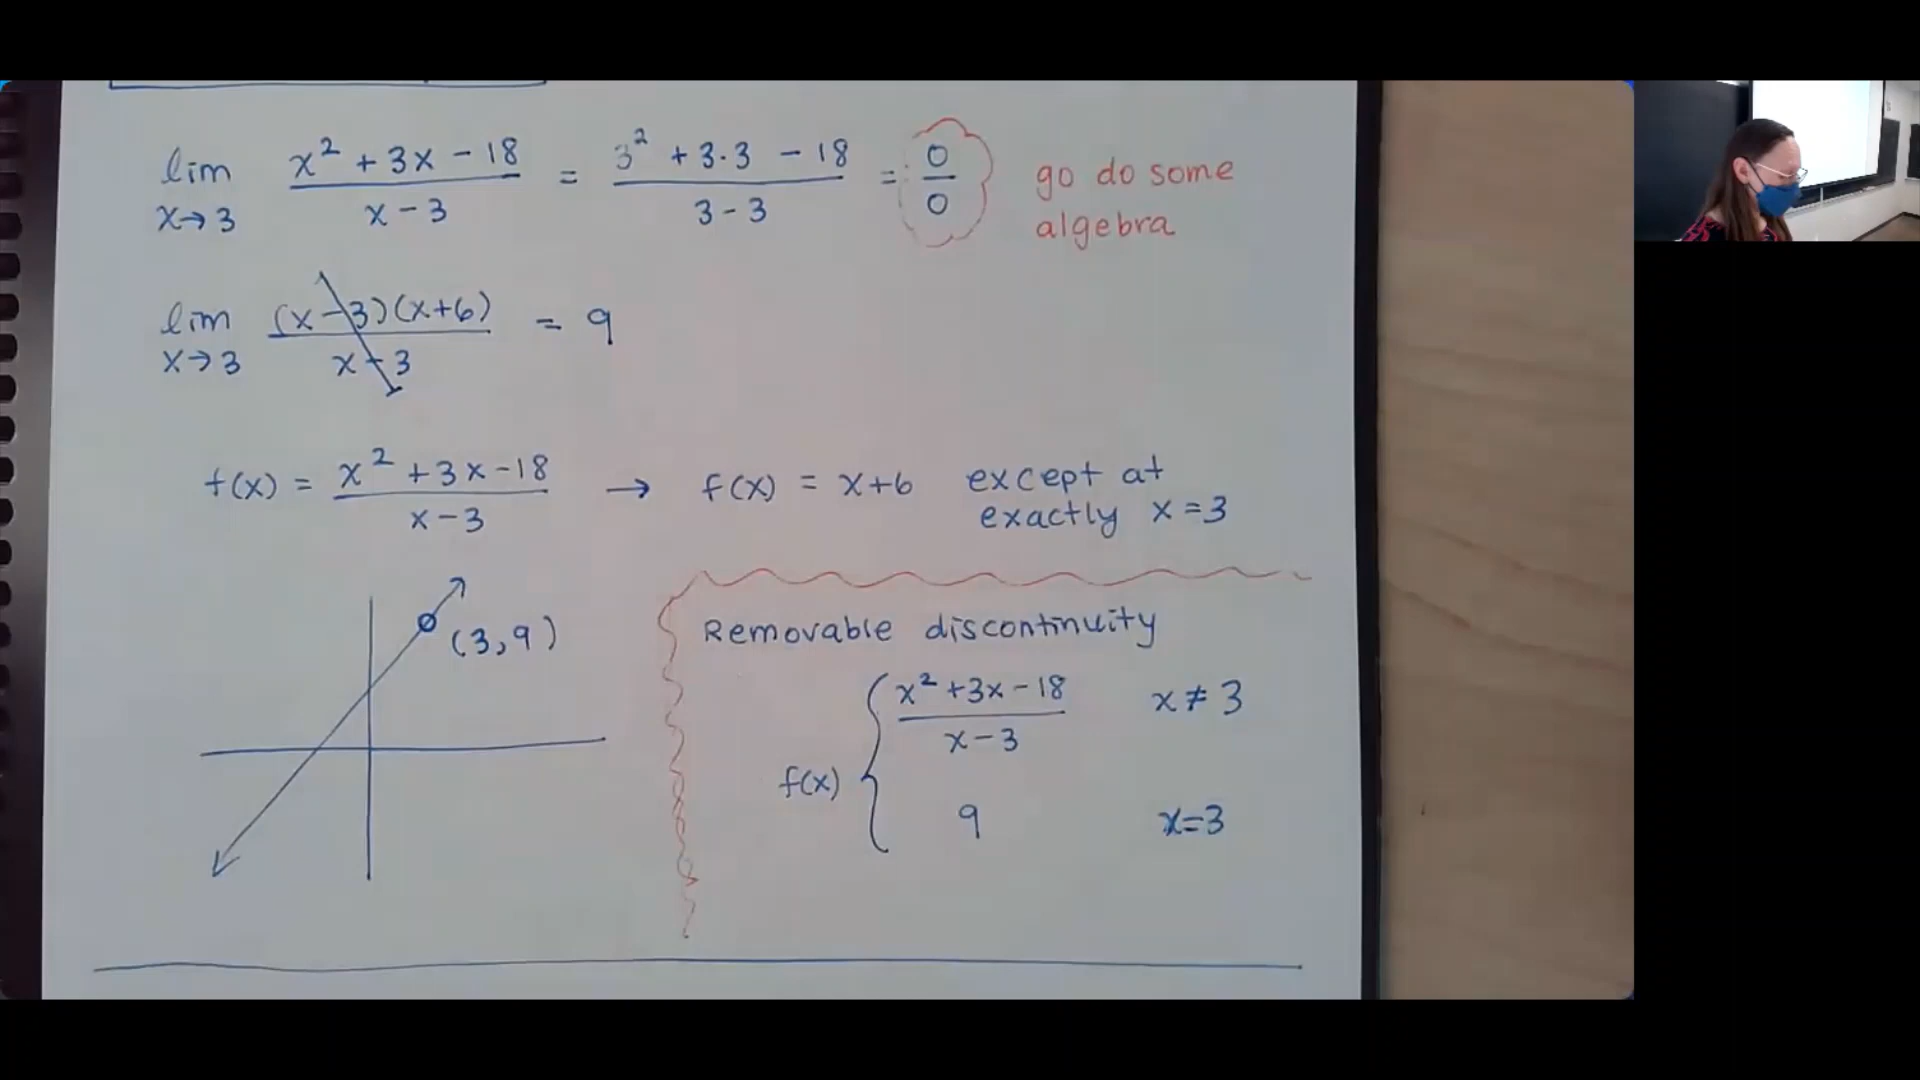 lim x→3 (x² + 3x - 18)/(x - 3) = (3² + 3·3 - 18)/(3 - 3) = 0/0 go do some algebra
lim x→3 (x-3)(x+6)/(x-3) = 9
f(x) = (x² + 3x - 18)/(x - 3) → f(x) = x+6 except at exactly x = 3
(3, 9)
Removable discontinuity
f(x) { (x² + 3x - 18)/(x - 3) x ≠ 3
9 x = 3